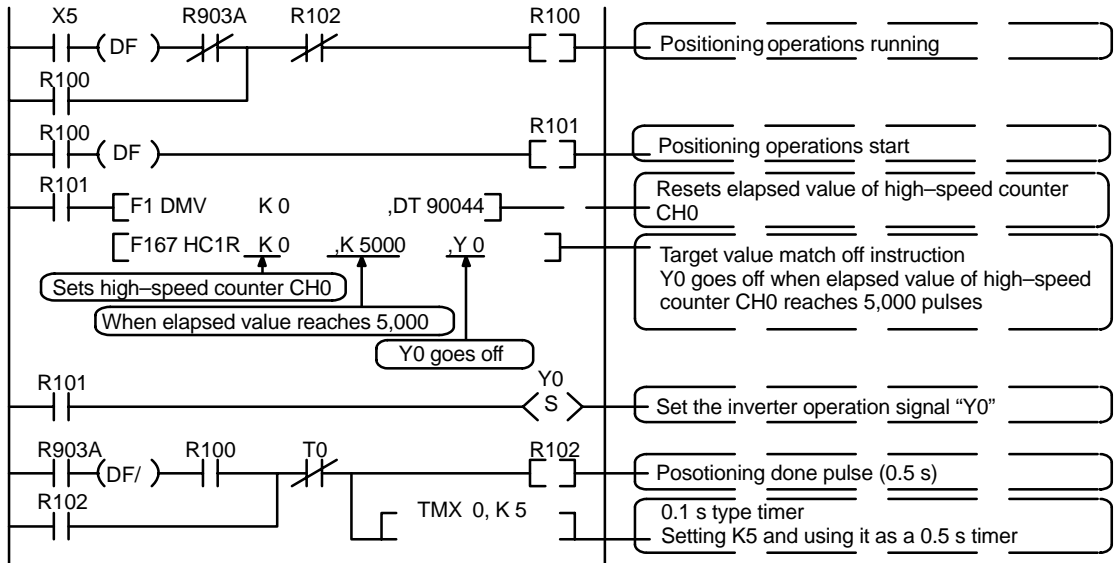 X5 R903A R102 R100
DF
Positioning operations running
R100
R100 R101
DF
Positioning operations start
R101
F1 DMV K 0 ,DT 90044
Resets elapsed value of high–speed counter
CH0
F167 HC1R K 0 ,K 5000 ,Y 0
Target value match off instruction
Y0 goes off when elapsed value of high–speed
counter CH0 reaches 5,000 pulses
Sets high–speed counter CH0
When elapsed value reaches 5,000
Y0 goes off
R101 Y0
S
Set the inverter operation signal “Y0”
R903A R100 T0 R102
DF/
Posotioning done pulse (0.5 s)
R102
TMX 0, K 5
0.1 s type timer
Setting K5 and using it as a 0.5 s timer